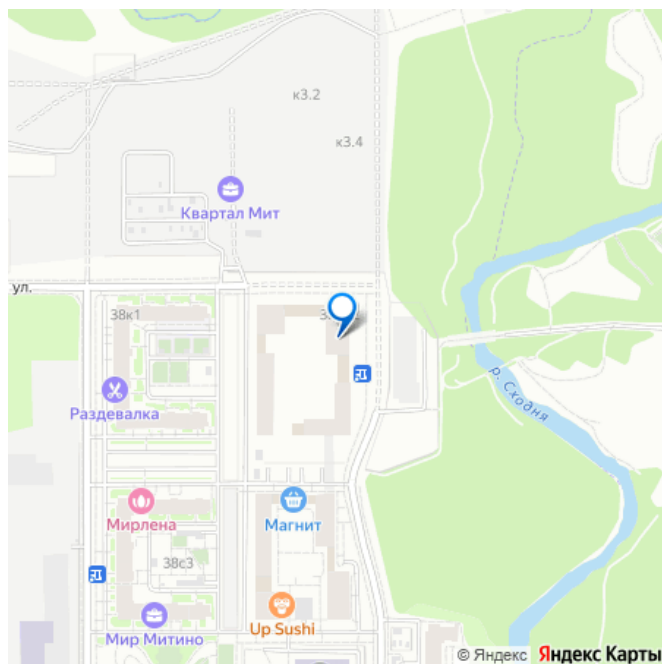 к3.2
к3.4
Квартал Мит
ул.
38к1
р. Сходня
Раздевалка
Мирлена
Магнит
38с3
Up Sushi
Мир Митино
© Яндекс Яндекс Карты